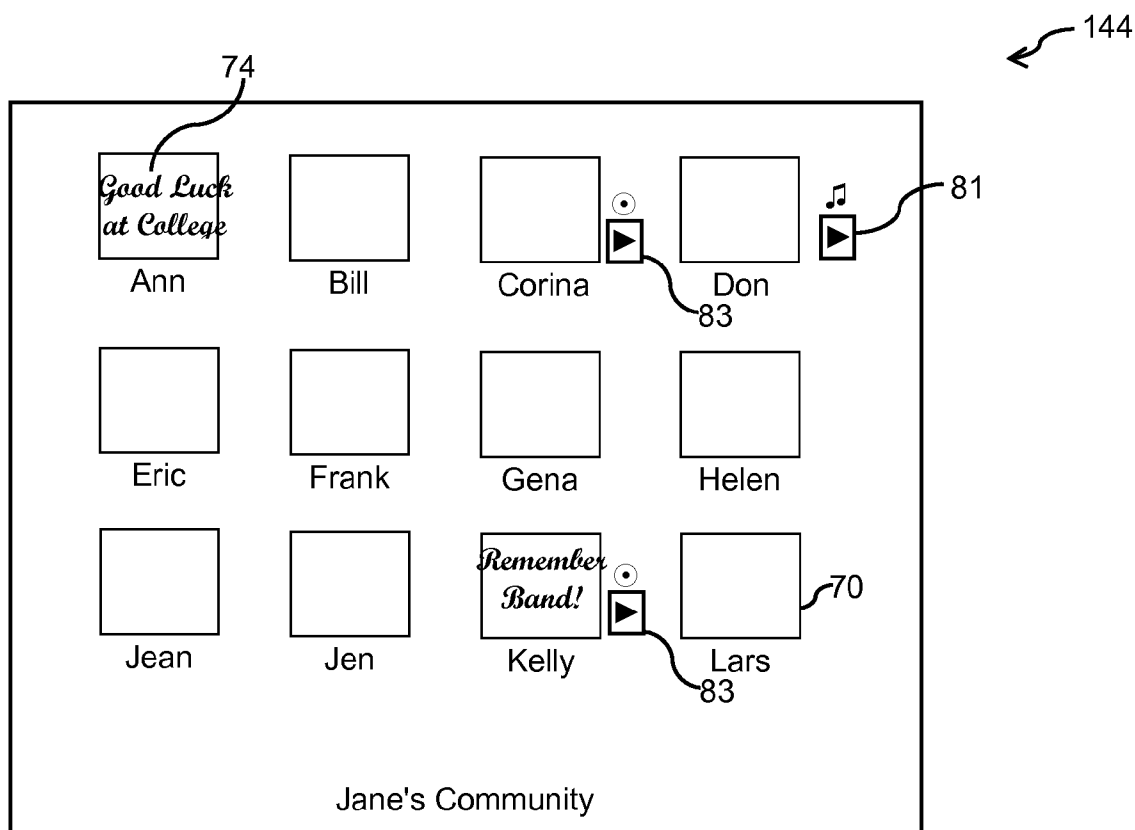 144
74
Good Luck
at College
81
Ann
Bill
Corina
Don
83
Eric
Frank
Gena
Helen
Remember
Band!
70
Jean
Jen
Kelly
Lars
83
Jane's Community